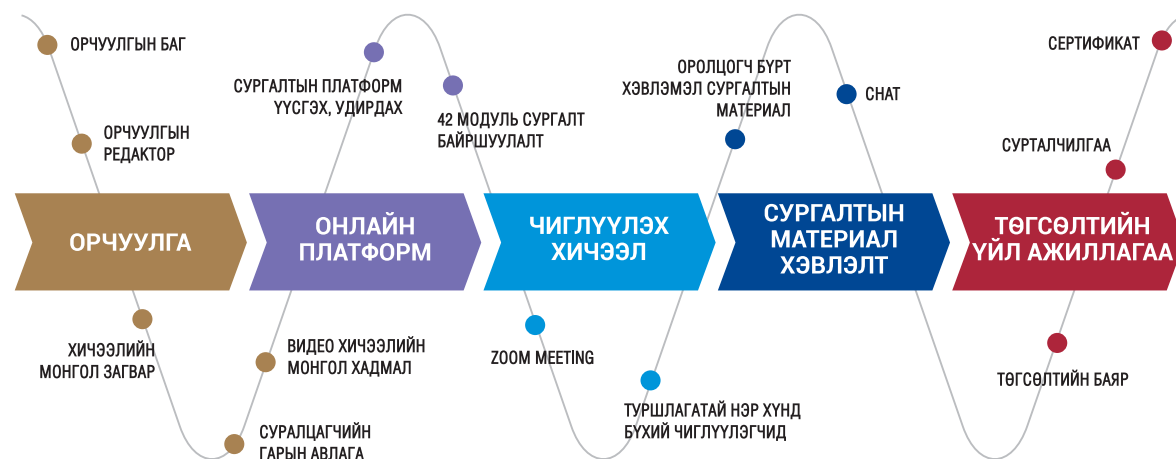 ОРЧУУЛГЫН БАГ
ОРЧУУЛГЫН
РЕДАКТОР
СУРГАЛТЫН ПЛАТФОРМ
ҮҮСГЭХ, УДИРДАХ
42 МОДУЛЬ СУРГАЛТ
БАЙРШУУЛАЛТ
ОРОЛЦОГЧ БҮРТ
ХЭВЛЭМЭЛ СУРГАЛТЫН
МАТЕРИАЛ
CHAT
СЕРТИФИКАТ
СУРТАЛЧИЛГАА
ОРЧУУЛГА
ОНЛАЙН
ПЛАТФОРМ
ЧИГЛҮҮЛЭХ
ХИЧЭЭЛ
СУРГАЛТЫН
МАТЕРИАЛ
ХЭВЛЭЛТ
ТӨГСӨЛТИЙН
ҮЙЛ АЖИЛЛАГАА
ХИЧЭЭЛИЙН
МОНГОЛ ЗАГВАР
СУРАЛЦАГЧИЙН
ГАРЫН АВЛАГА
ВИДЕО ХИЧЭЭЛИЙН
МОНГОЛ ХАДМАЛ
ZOOM MEETING
ТУРШЛАГАТАЙ НЭР ХҮНД
БҮХИЙ ЧИГЛҮҮЛЭГЧИД
ТӨГСӨЛТИЙН БАЯР